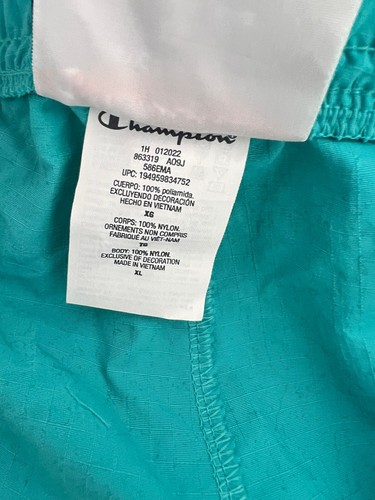 Champion
1H 012022
863319 A09J
586EMA
UPC: 194959834752
CUERPO: 100% poliamida.
EXCLUYENDO DECORACIÓN
HECHO EN VIETNAM
XG
CORPS: 100% NYLON.
ORNEMENTS NON COMPRIS
FABRIQUÉ AU VIÊT-NAM
TG
BODY: 100% NYLON.
EXCLUSIVE OF DECORATION
MADE IN VIETNAM
XL